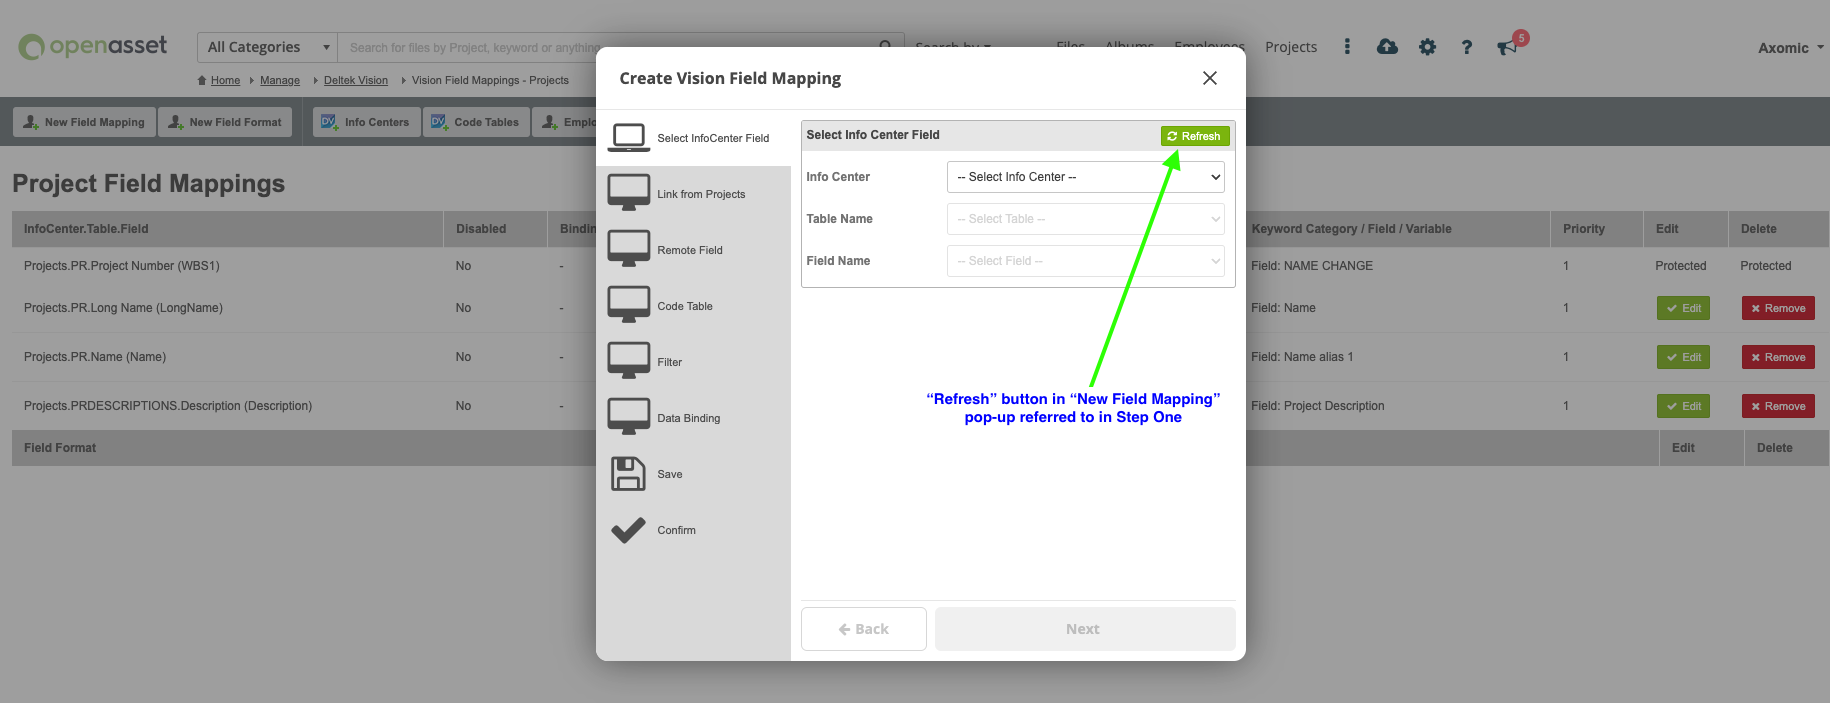 openasset
All Categories
Search for files by Project, keyword or anything
Search by
Files
Albums
Employees
Projects
5
Axomic
Home
Manage
Deltek Vision
Vision Field Mappings - Projects
New Field Mapping
New Field Format
DV
Info Centers
DV
Code Tables
Project Field Mappings
InfoCenter.Table.Field
Disabled
Keyword Category / Field / Variable
Priority
Edit
Delete
Projects.PR.Project Number (WBS1)
No
-
Field: NAME CHANGE
1
Protected
Protected
Projects.PR.Long Name (LongName)
No
-
Field: Name
1
Edit
Remove
Projects.PR.Name (Name)
No
-
Field: Name alias 1
1
Edit
Remove
Projects.PRDESCRIPTIONS.Description (Description)
No
-
Field: Project Description
1
Edit
Remove
Field Format
Edit
Delete
Create Vision Field Mapping
Select InfoCenter Field
Link from Projects
Remote Field
Code Table
Filter
Data Binding
Save
Confirm
Select Info Center Field
Refresh
Info Center
-- Select Info Center --
Table Name
-- Select Table --
Field Name
-- Select Field --
“Refresh” button in “New Field Mapping”
pop-up referred to in Step One
Back
Next